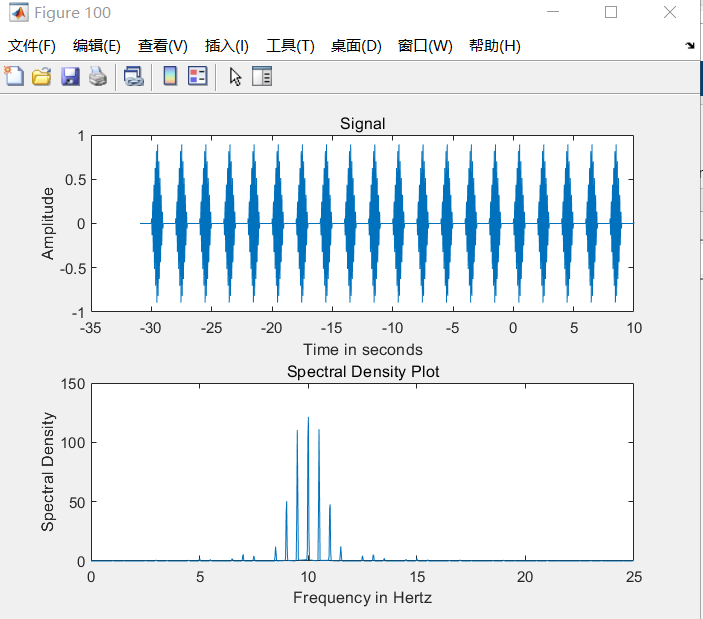 Figure 100
文件(F) 编辑(E) 查看(V) 插入(I) 工具(T) 桌面(D) 窗口(W) 帮助(H)
Signal
1
0.5
0
-0.5
-1
Amplitude
-35 -30 -25 -20 -15 -10 -5 0 5 10
Time in seconds
Spectral Density Plot
150
100
50
0
Spectral Density
0 5 10 15 20 25
Frequency in Hertz